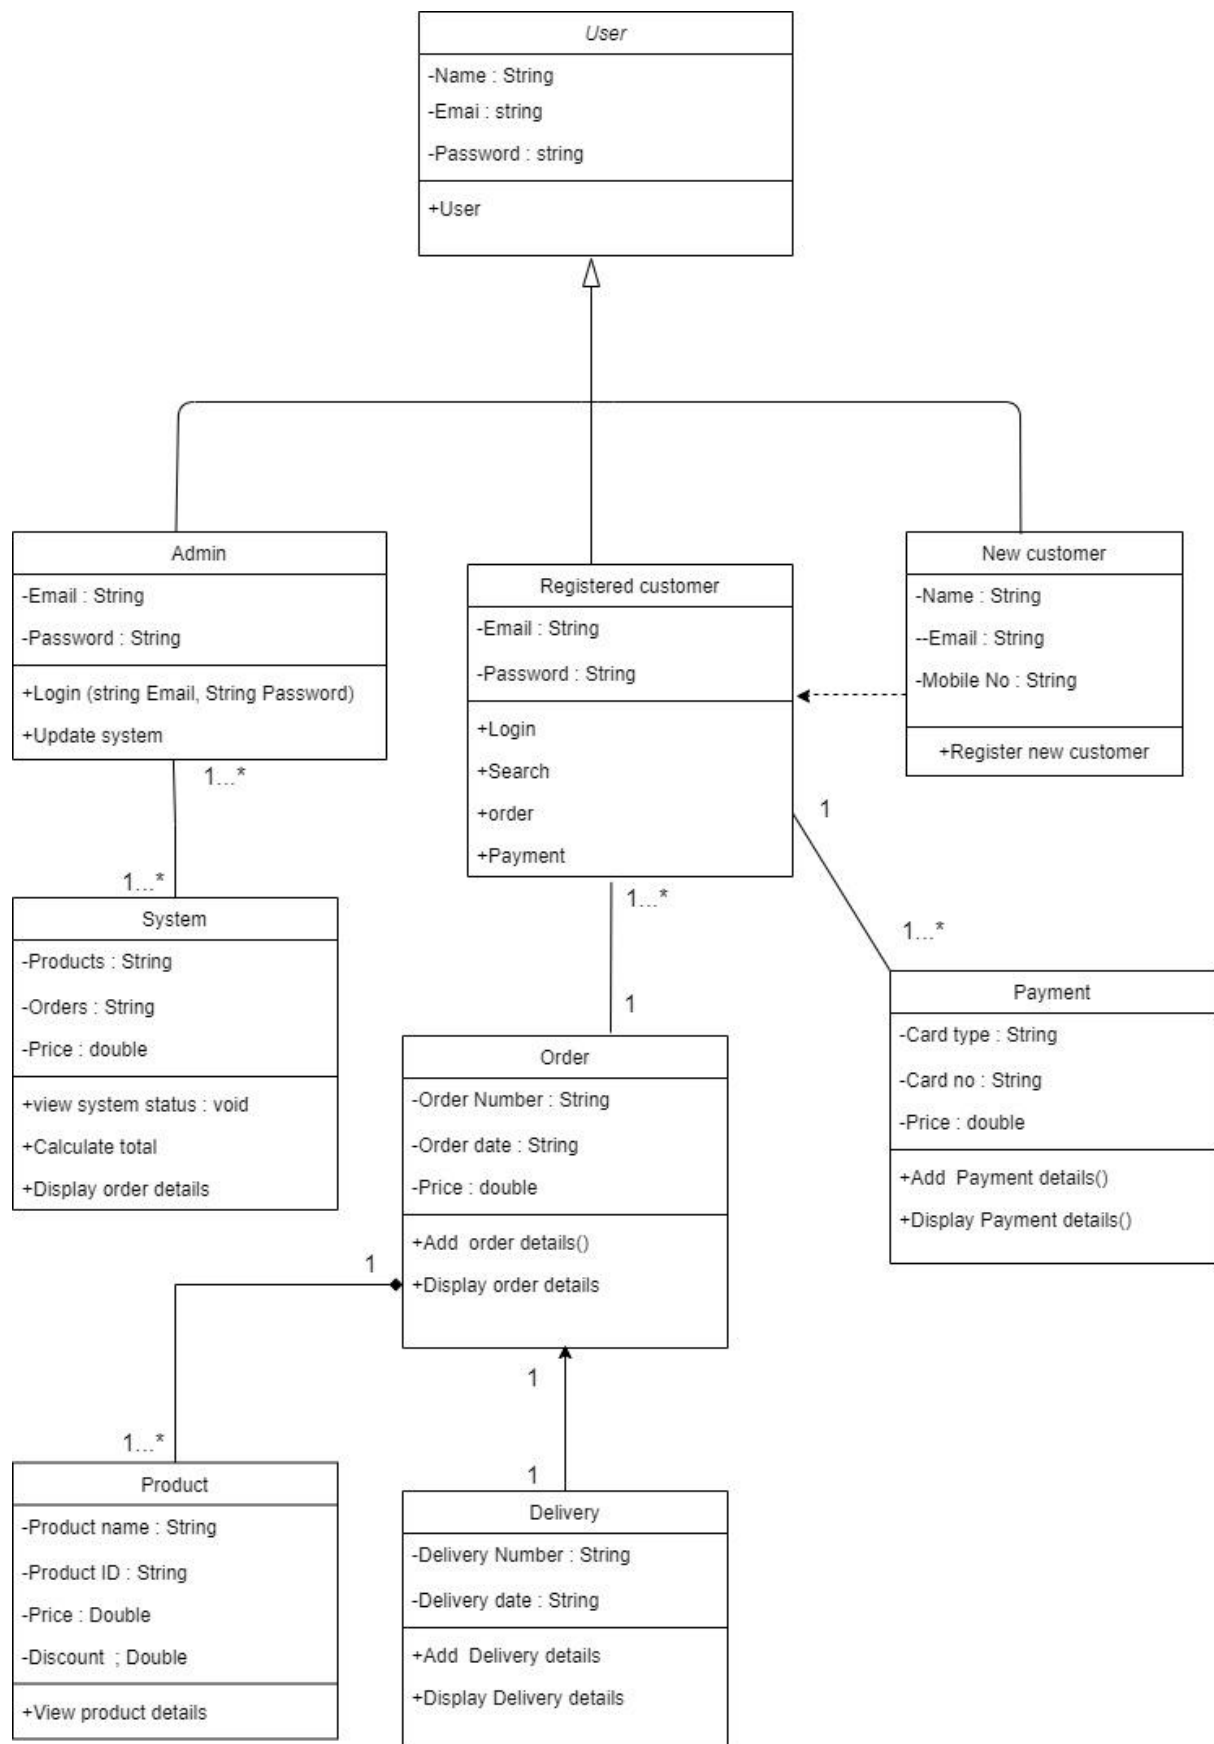 User
-Name : String
-Emai : string
-Password : string
+User
Admin
-Email : String
-Password : String
+Login (string Email, String Password)
+Update system
Registered customer
-Email : String
-Password : String
+Login
+Search
+order
+Payment
New customer
-Name : String
--Email : String
-Mobile No : String
+Register new customer
1...*
1...*
1
1...*
1...*
1
System
-Products : String
-Orders : String
-Price : double
+view system status : void
+Calculate total
+Display order details
Order
-Order Number : String
-Order date : String
-Price : double
+Add  order details()
+Display order details
Payment
-Card type : String
-Card no : String
-Price : double
+Add  Payment details()
+Display Payment details()
1
1...*
1
1
Product
-Product name : String
-Product ID : String
-Price : Double
-Discount  ; Double
+View product details
Delivery
-Delivery Number : String
-Delivery date : String
+Add  Delivery details
+Display Delivery details